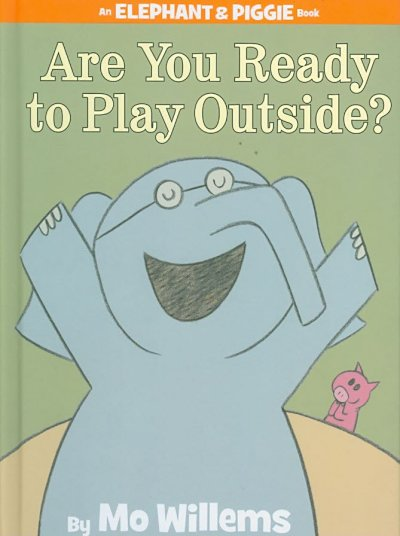 An ELEPHANT & PIGGIE Book
Are You Ready
to Play Outside?
By Mo Willems